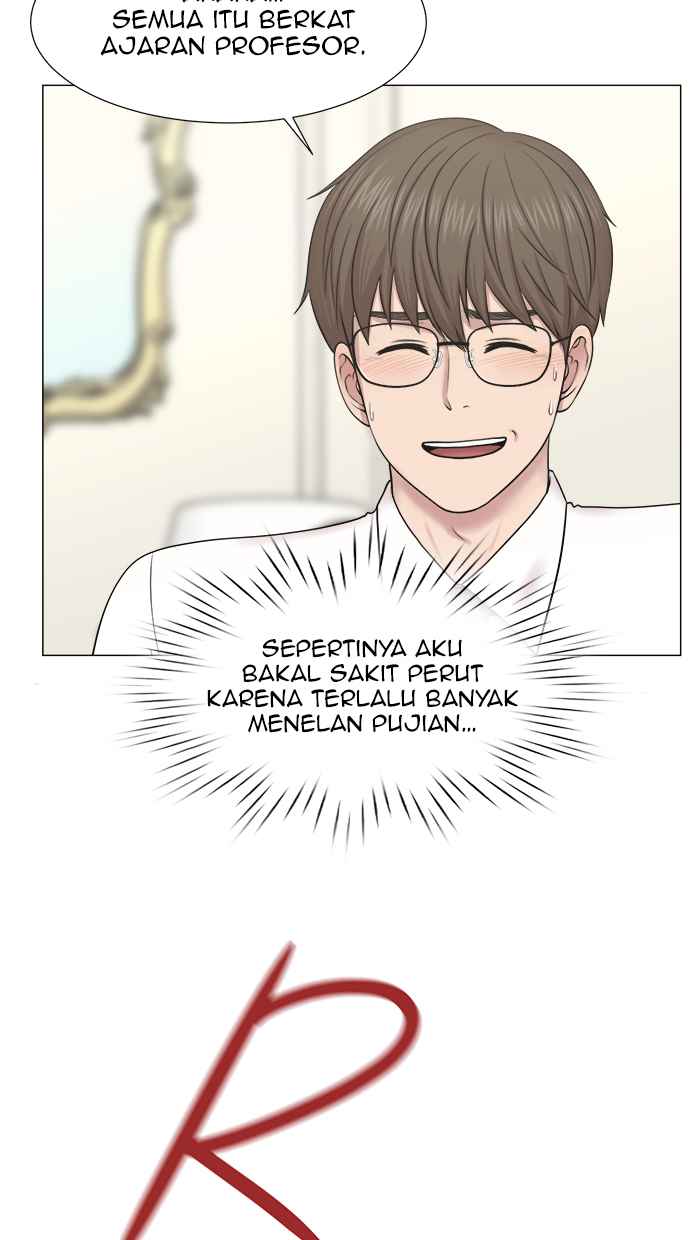 SEMUA ITU BERKAT
AJARAN PROFESOR.
SEPERTINYA AKU
BAKAL SAKIT PERUT
KARENA TERLALU BANYAK
MENELAN PUJIAN...
R